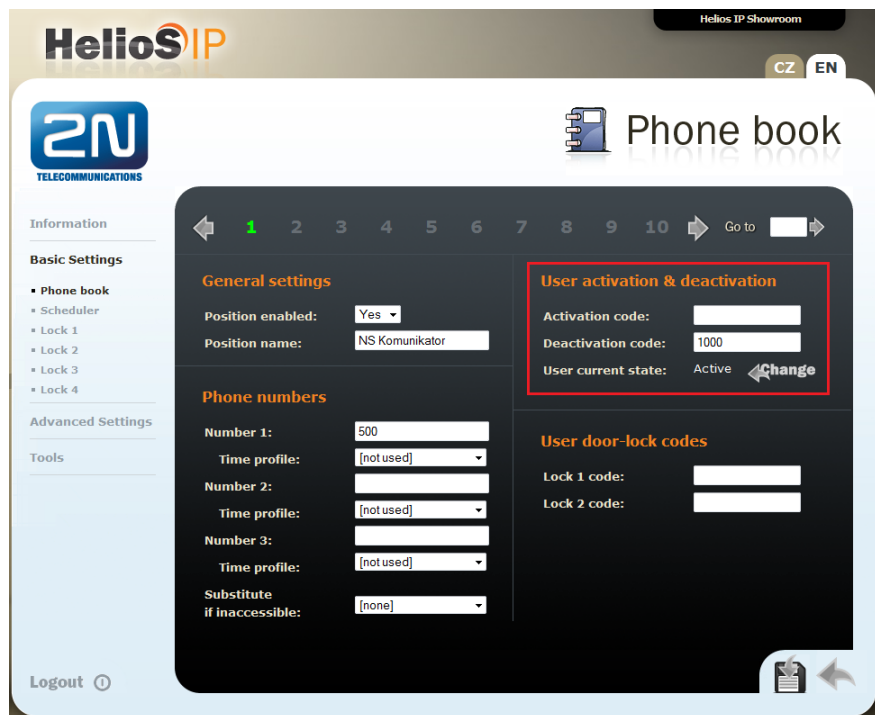 Helios IP Showroom
HelioS IP
CZ EN
2N
TELECOMMUNICATIONS
Phone book
Information
Basic Settings
Phone book
Scheduler
Lock 1
Lock 2
Lock 3
Lock 4
Advanced Settings
Tools
Logout
1 2 3 4 5 6 7 8 9 10 Go to
General settings
Position enabled: Yes
Position name: NS Komunikator
Phone numbers
Number 1: 500
Time profile: [not used]
Number 2:
Time profile: [not used]
Number 3:
Time profile: [not used]
Substitute
if inaccessible: [none]
User activation & deactivation
Activation code:
Deactivation code: 1000
User current state: Active Change
User door-lock codes
Lock 1 code:
Lock 2 code: